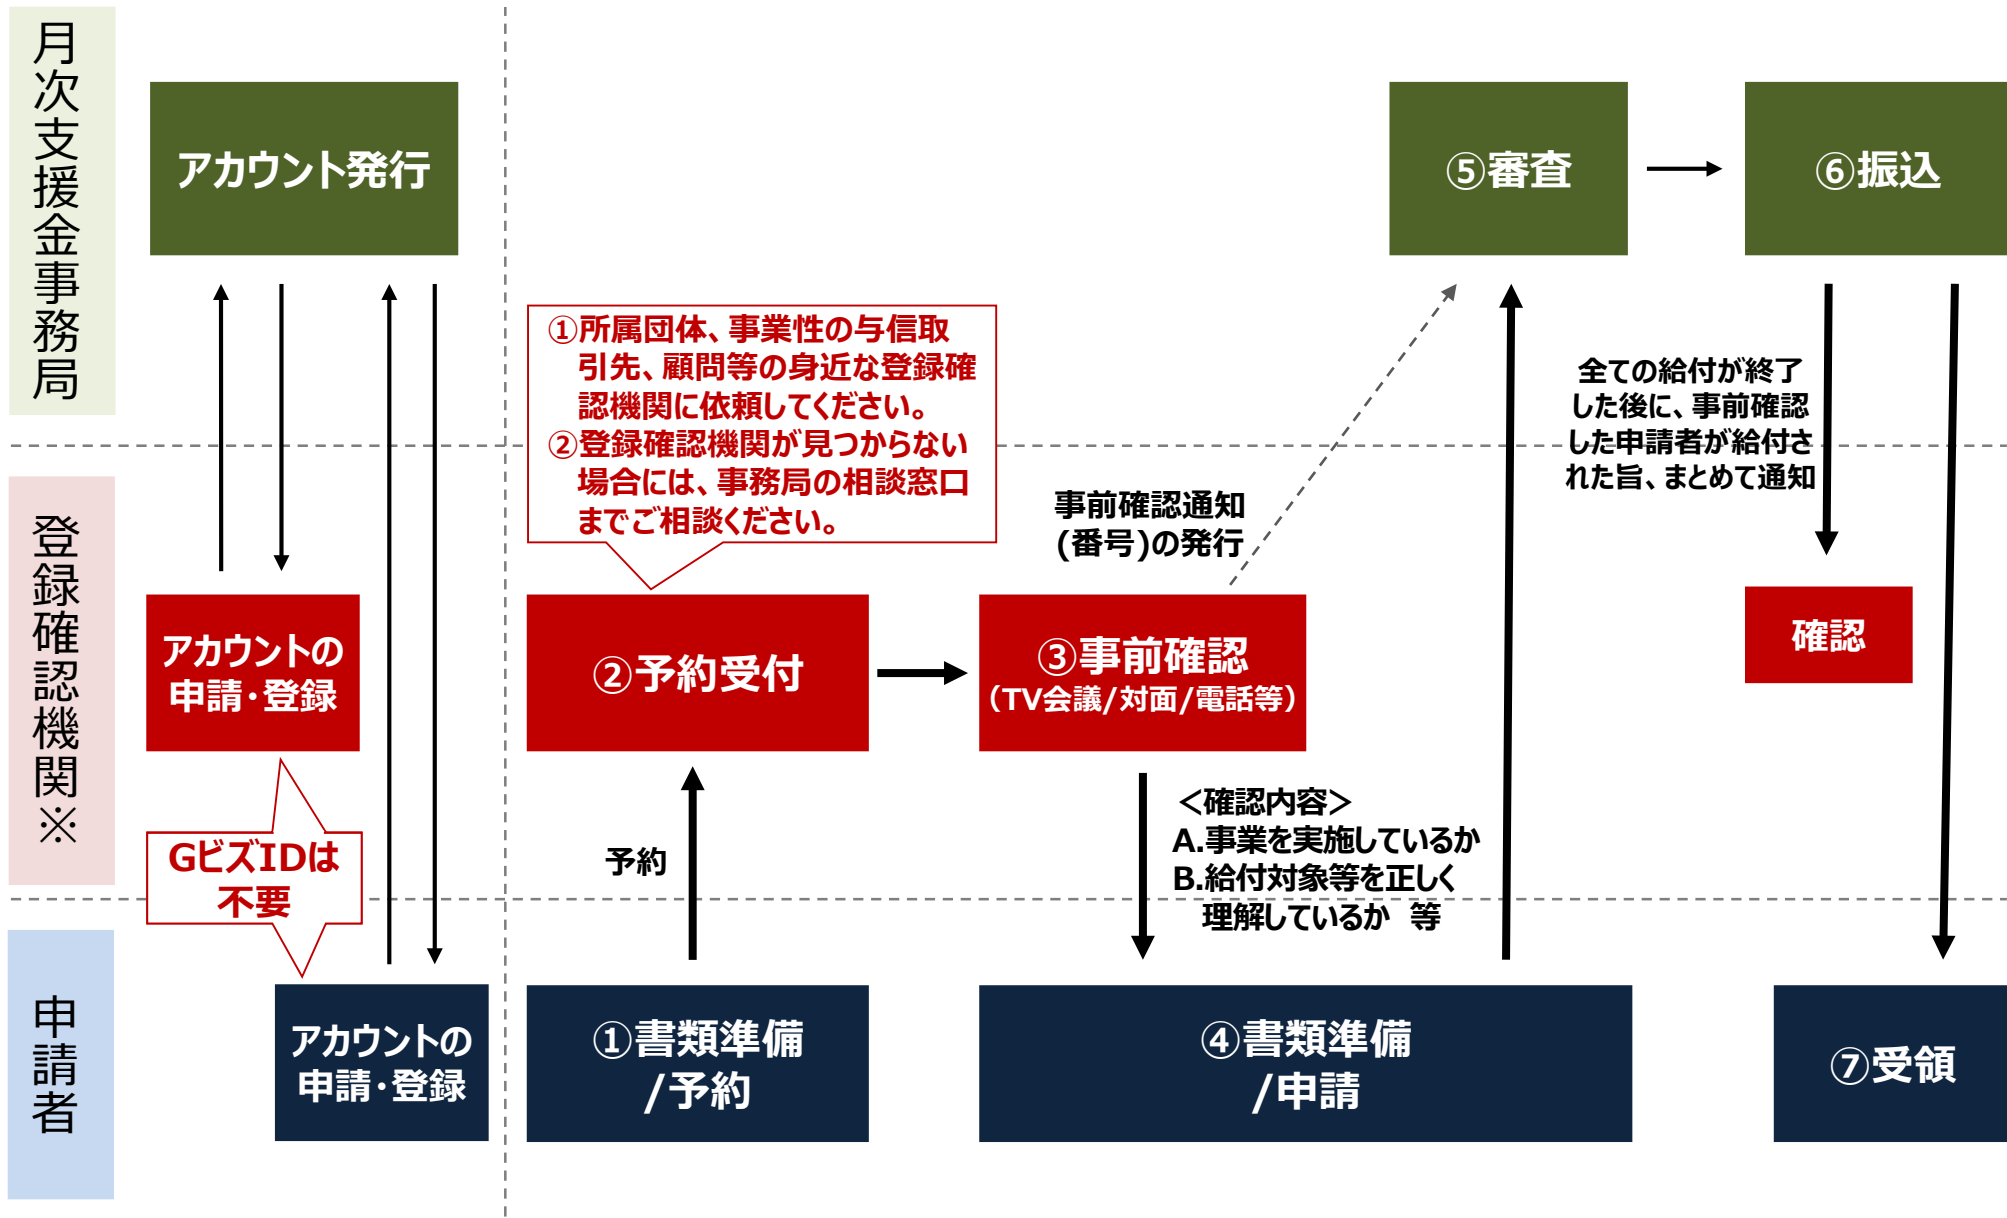 月次支援金事務局
アカウント発行
⑤審査
⑥振込
①所属団体、事業性の与信取
引先、顧問等の身近な登録確
認機関に依頼してください。
②登録確認機関が見つからない
場合には、事務局の相談窓口
までご相談ください。
全ての給付が終了
した後に、事前確認
した申請者が給付さ
れた旨、まとめて通知
事前確認通知
(番号)の発行
登録確認機関※
アカウントの
申請・登録
②予約受付
③事前確認
（TV会議/対面/電話等）
確認
GビズIDは
不要
予約
＜確認内容＞
A.事業を実施しているか
B.給付対象等を正しく
理解しているか 等
申請者
アカウントの
申請・登録
①書類準備
/予約
④書類準備
/申請
⑦受領